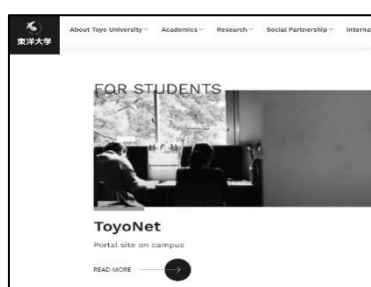 東洋大学
About Toyo University Academics Research Social Partnership Interna
FOR STUDENTS
ToyoNet
Portal site on campus
READ MORE